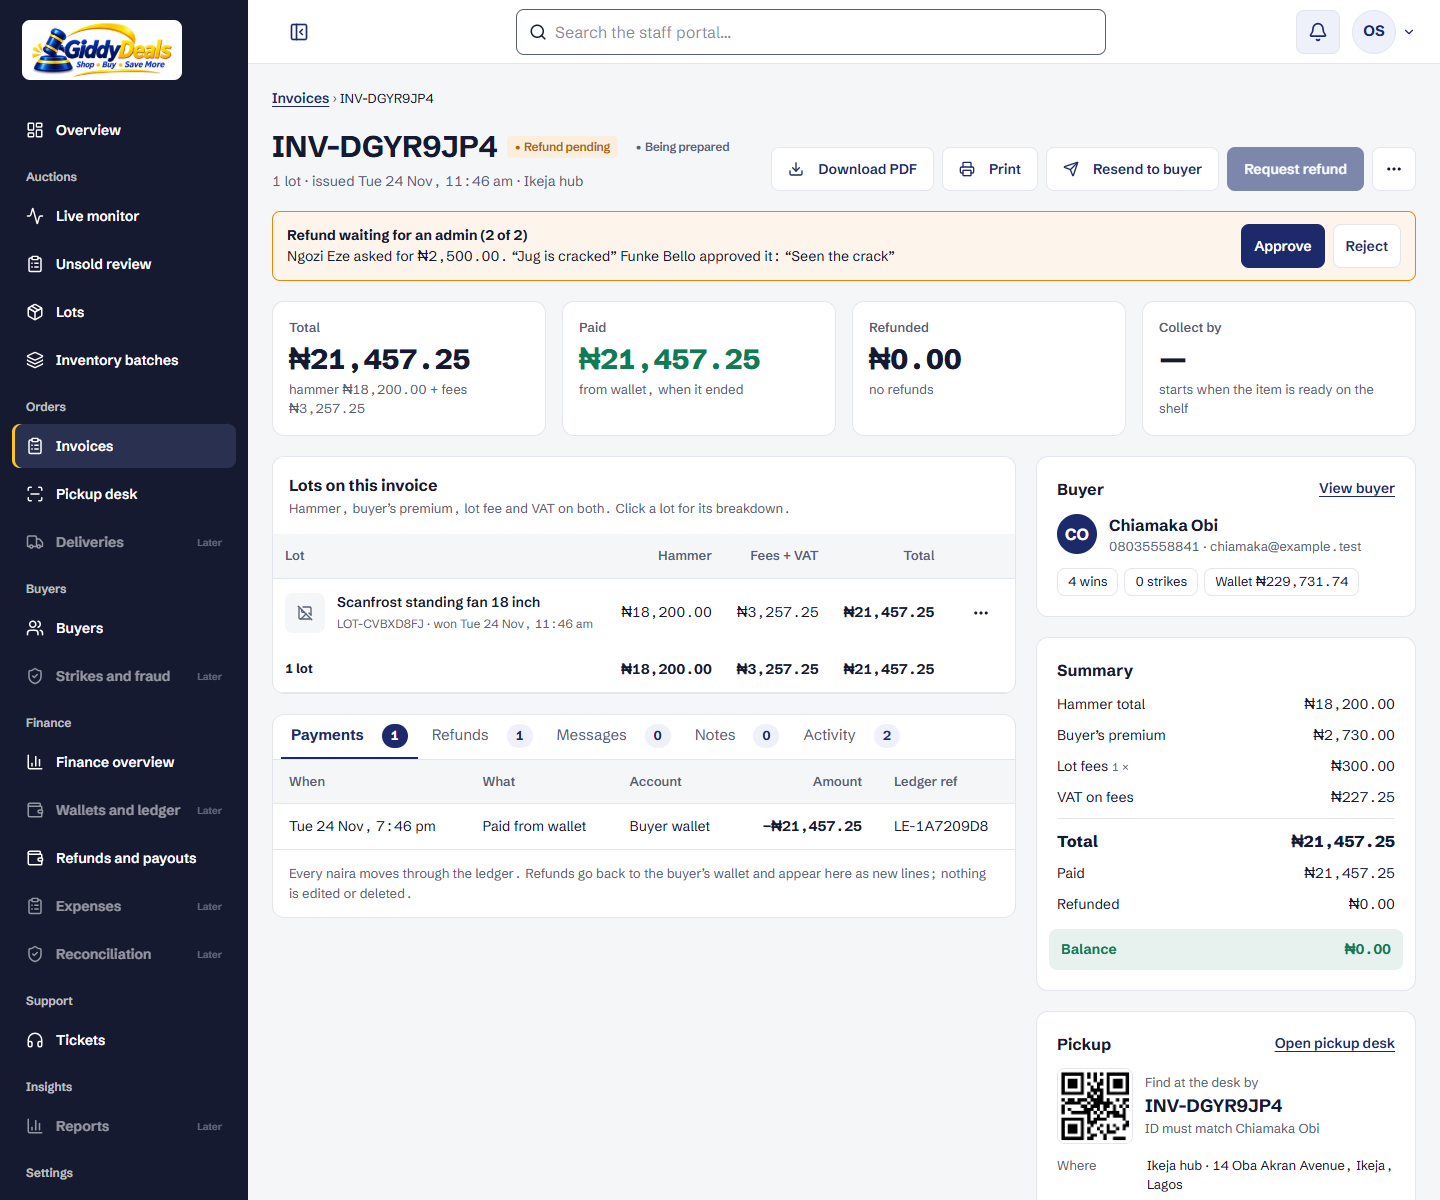 GiddyDeals
Shop • Buy • Save More
Search the staff portal...
OS
Overview
Auctions
Live monitor
Unsold review
Lots
Inventory batches
Orders
Invoices
Pickup desk
Deliveries Later
Buyers
Buyers
Strikes and fraud Later
Finance
Finance overview
Wallets and ledger Later
Refunds and payouts
Expenses Later
Reconciliation Later
Support
Tickets
Insights
Reports Later
Settings
Invoices › INV-DGYR9JP4
INV-DGYR9JP4 • Refund pending • Being prepared
1 lot · issued Tue 24 Nov, 11:46 am · Ikeja hub
Download PDF Print Resend to buyer Request refund
Refund waiting for an admin (2 of 2)
Ngozi Eze asked for ₦2,500.00. “Jug is cracked” Funke Bello approved it: “Seen the crack”
Approve Reject
Total
₦21,457.25
hammer ₦18,200.00 + fees
₦3,257.25
Paid
₦21,457.25
from wallet, when it ended
Refunded
₦0.00
no refunds
Collect by
—
starts when the item is ready on the
shelf
Lots on this invoice
Hammer, buyer’s premium, lot fee and VAT on both. Click a lot for its breakdown.
Lot Hammer Fees + VAT Total
Scanfrost standing fan 18 inch
LOT-CVBXD8FJ · won Tue 24 Nov, 11:46 am
₦18,200.00 ₦3,257.25 ₦21,457.25
1 lot ₦18,200.00 ₦3,257.25 ₦21,457.25
Payments 1 Refunds 1 Messages 0 Notes 0 Activity 2
When What Account Amount Ledger ref
Tue 24 Nov, 7:46 pm Paid from wallet Buyer wallet −₦21,457.25 LE-1A7209D8
Every naira moves through the ledger. Refunds go back to the buyer’s wallet and appear here as new lines; nothing
is edited or deleted.
Buyer View buyer
CO
Chiamaka Obi
08035558841 · chiamaka@example.test
4 wins 0 strikes Wallet ₦229,731.74
Summary
Hammer total ₦18,200.00
Buyer’s premium ₦2,730.00
Lot fees 1 × ₦300.00
VAT on fees ₦227.25
Total ₦21,457.25
Paid ₦21,457.25
Refunded ₦0.00
Balance ₦0.00
Pickup Open pickup desk
Find at the desk by
INV-DGYR9JP4
ID must match Chiamaka Obi
Where Ikeja hub · 14 Oba Akran Avenue, Ikeja,
Lagos